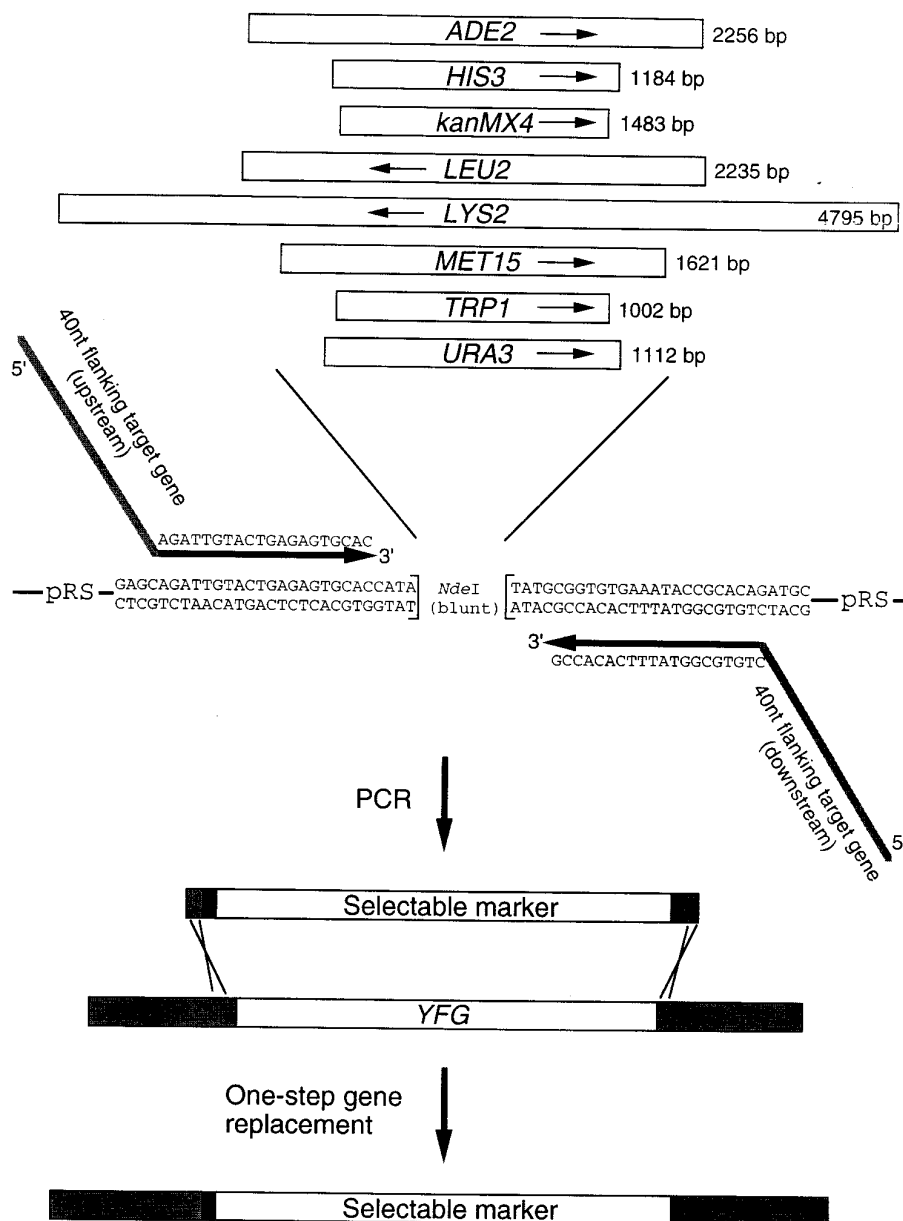 ADE2
2256 bp
HIS3
1184 bp
kanMX4
1483 bp
LEU2
2235 bp
LYS2
4795 bp
MET15
1621 bp
TRP1
1002 bp
URA3
1112 bp
5'
40nt flanking target gene
(upstream)
AGATTGTACTGAGAGTGCAC
3'
pRS
GAGCAGATTGTACTGAGAGTGCACCATA
CTCGTCTAACATGACTCTCACGTGGTAT
NdeI
(blunt)
TATGCGGTGTGAAATACCGCACAGATGC
ATACGCCACACTTTATGGCGTGTCTACG
pRS
3'
GCCACACTTTATGGCGTGTC
40nt flanking target gene
(downstream)
5'
PCR
Selectable marker
YFG
One-step gene
replacement
Selectable marker